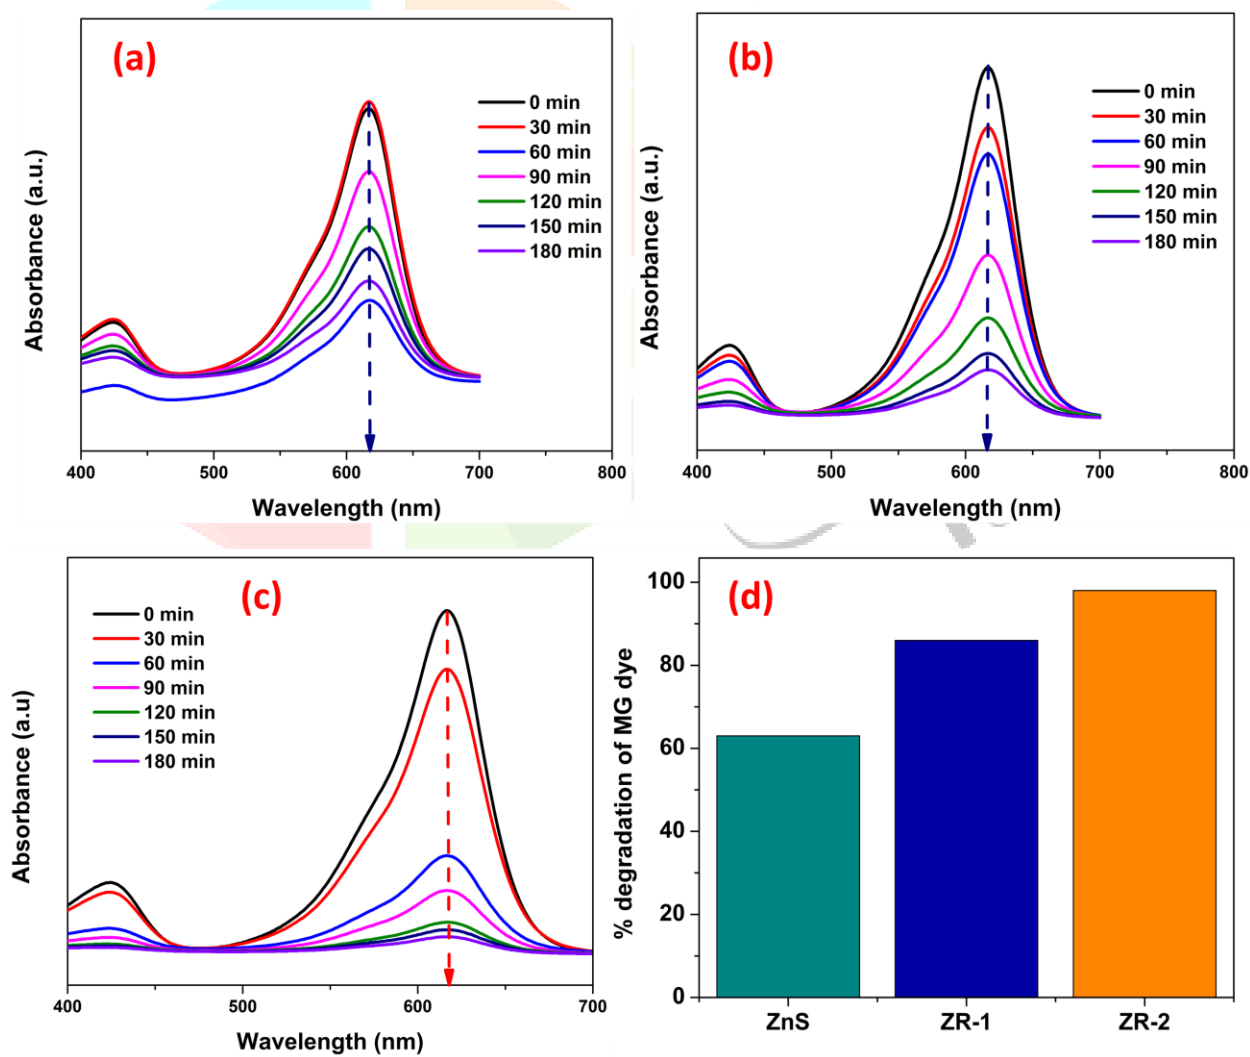 (a)
0 min
30 min
60 min
90 min
120 min
150 min
180 min
Absorbance (a.u.)
400 500 600 700 800
Wavelength (nm)
(b)
0 min
30 min
60 min
90 min
120 min
150 min
180 min
Absorbance (a.u.)
400 500 600 700 800
Wavelength (nm)
(c)
0 min
30 min
60 min
90 min
120 min
150 min
180 min
Absorbance (a.u)
400 500 600 700
Wavelength (nm)
(d)
% degradation of MG dye
100
80
60
40
20
0
ZnS ZR-1 ZR-2